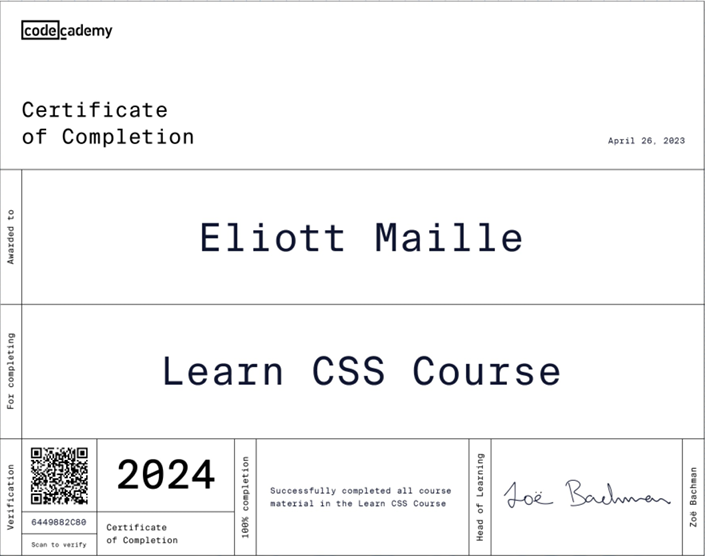 codecademy
Certificate
of Completion
April 26, 2023
Awarded to
Eliott Maille
For completing
Learn CSS Course
Verification
6449882C80
Scan to verify
2024
Certificate
of Completion
100% completion
Successfully completed all course
material in the Learn CSS Course
Head of Learning
Zoë Bachman
Zoë Bachman